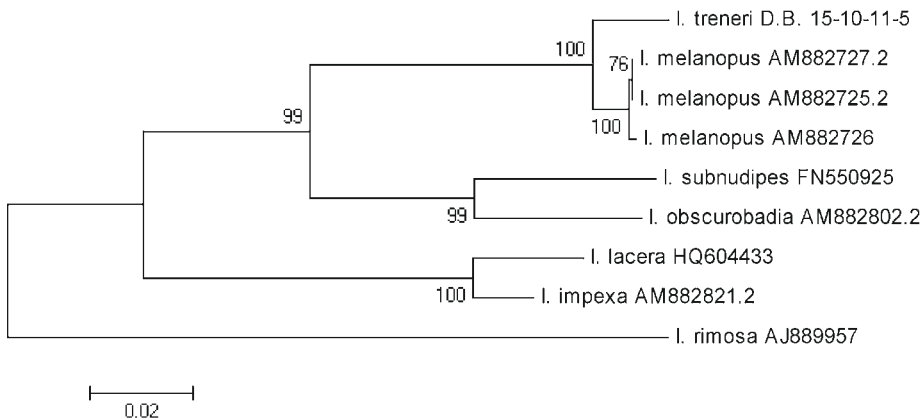 I. treneri D.B. 15-10-11-5
100
76
I. melanopus AM882727.2
I. melanopus AM882725.2
99
100
I. melanopus AM882726
I. subnudipes FN550925
99
I. obscurobadia AM882802.2
I. lacera HQ604433
100
I. impexa AM882821.2
I. rimosa AJ889957
0.02